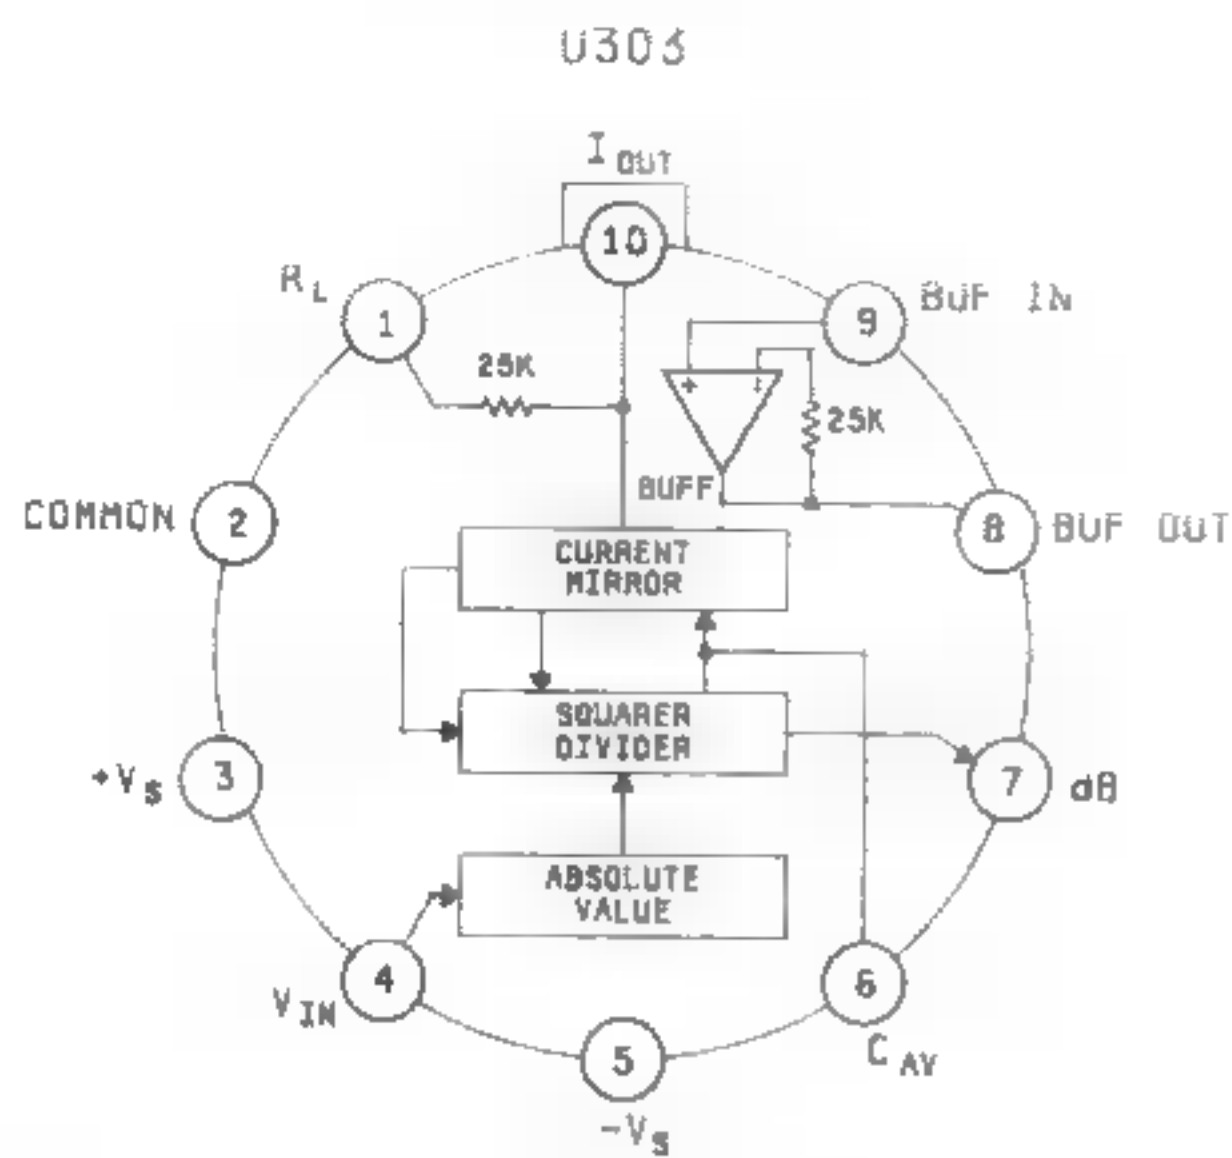 U303
I OUT
10
R L
1
9
BUF IN
25K
+
-
25K
BUFF
COMMON
2
8
BUF OUT
CURRENT
MIRROR
SQUARER
DIVIDER
+V S
3
7
dB
ABSOLUTE
VALUE
4
V IN
6
C AV
5
-V S